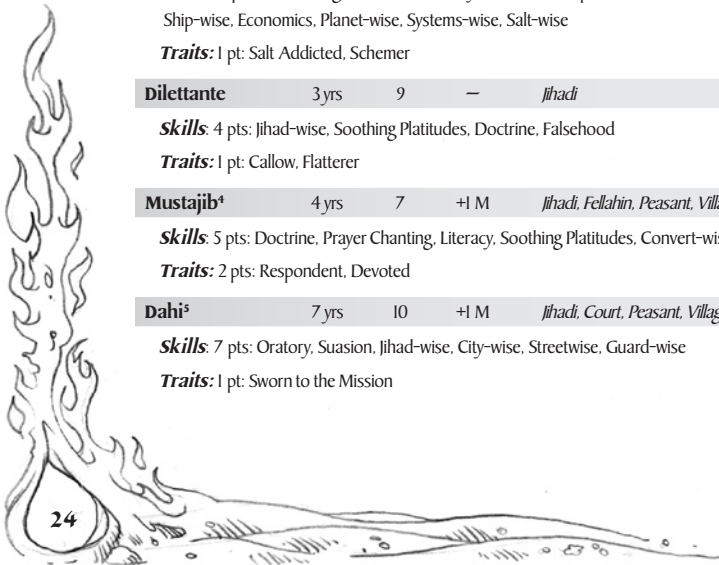 Ship-wise, Economics, Planet-wise, Systems-wise, Salt-wise
Traits: 1 pt: Salt Addicted, Schemer
Dilettante 3 yrs 9 — Jihadi
Skills: 4 pts: Jihad-wise, Soothing Platitudes, Doctrine, Falsehood
Traits: 1 pt: Callow, Flatterer
Mustajib⁴ 4 yrs 7 +1 M Jihadi, Fellahin, Peasant,
Skills: 5 pts: Doctrine, Prayer Chanting, Literacy, Soothing Platitudes,
Traits: 2 pts: Respondent, Devoted
Dahi⁵ 7 yrs 10 +1 M Jihadi, Court, Peasant,
Skills: 7 pts: Oratory, Suasion, Jihad-wise, City-wise, Streetwise, Guard-wise
Traits: 1 pt: Sworn to the Mission
24